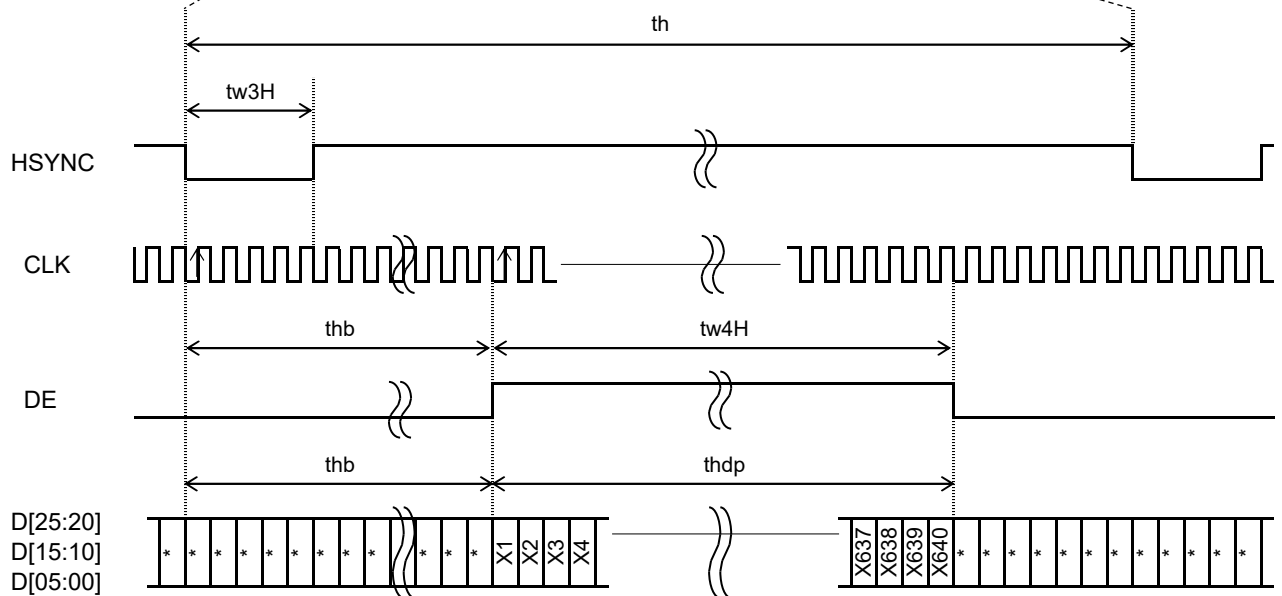 th
tw3H
HSYNC
CLK
thb tw4H
DE
thb thdp
D[25:20]
D[15:10]
D[05:00]
* * * * * * * * * * * * X1 X2 X3 X4 X637 X638 X639 X640 * * * * * * * * * * * *